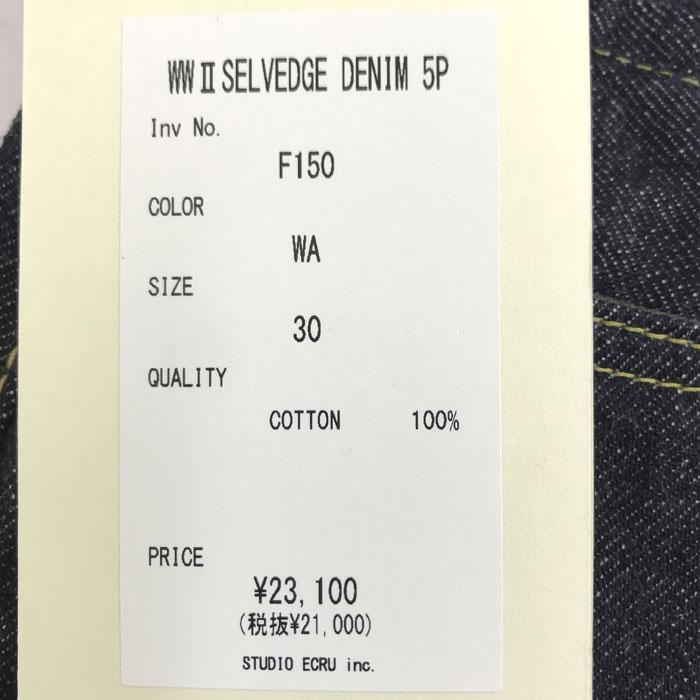 WWⅡSELVEDGE DENIM 5P
Inv No.
F150
COLOR
WA
SIZE
30
QUALITY
COTTON 100%
PRICE
¥23,100
(税抜¥21,000)
STUDIO ECRU inc.